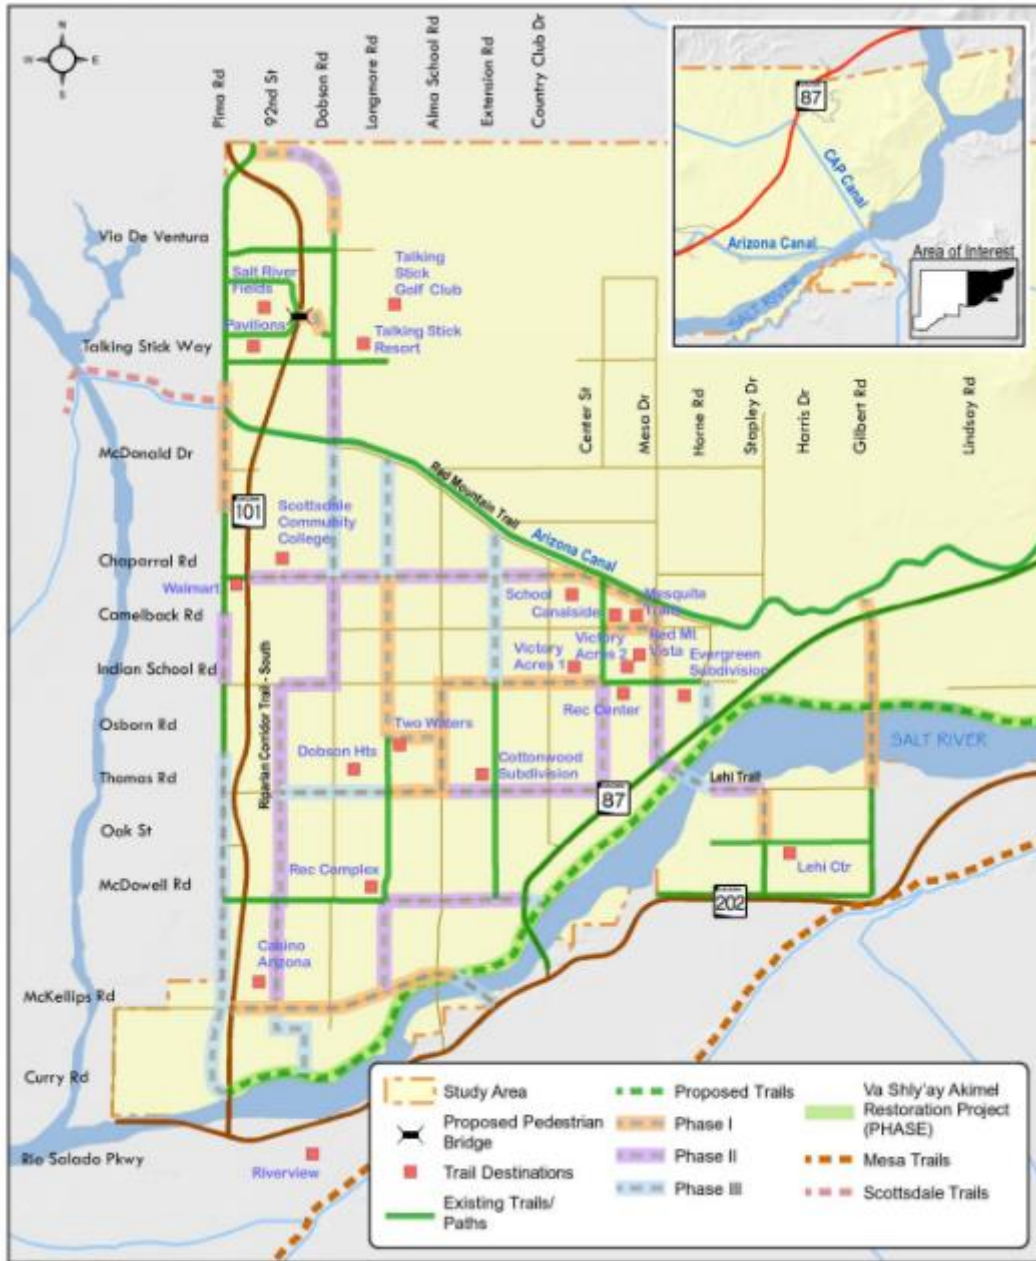 N
W
E
S
Pima Rd
92nd St
Dobson Rd
Longmore Rd
Alma School Rd
Extension Rd
Country Club Dr
87
CAP Canal
Arizona Canal
SALT RIVER
Area of Interest
Via De Ventura
Salt River
Fields
Pavilions
Talking
Stick
Golf Club
Talking Stick
Resort
Talking Stick Way
Center St
Mesa Dr
Horne Rd
Stapley Dr
Harris Dr
Gilbert Rd
Lindsay Rd
McDonald Dr
Red Mountain Trail
Arizona Canal
101
Scottsdale
Community
College
Chaparral Rd
Walmart
School
Canalside
Mesquite
Camelback Rd
Victory
Acres 1
Victory
Acres 2
Red Mt
Vista
Evergreen
Subdivision
Indian School Rd
Rec Center
Riparian Corridor Trail - South
Osborn Rd
Two Waters
Dobson Hts
Cottonwood
Subdivision
SALT RIVER
Thomas Rd
Lehi Trail
87
Oak St
Lehi Ctr
Rec Complex
McDowell Rd
202
Casino
Arizona
McKellips Rd
Curry Rd
Rio Salado Pkwy
Riverview
Study Area
Proposed Pedestrian
Bridge
Trail Destinations
Existing Trails/
Paths
Proposed Trails
Phase I
Phase II
Phase III
Va Shly'ay Akimel
Restoration Project
(PHASE)
Mesa Trails
Scottsdale Trails